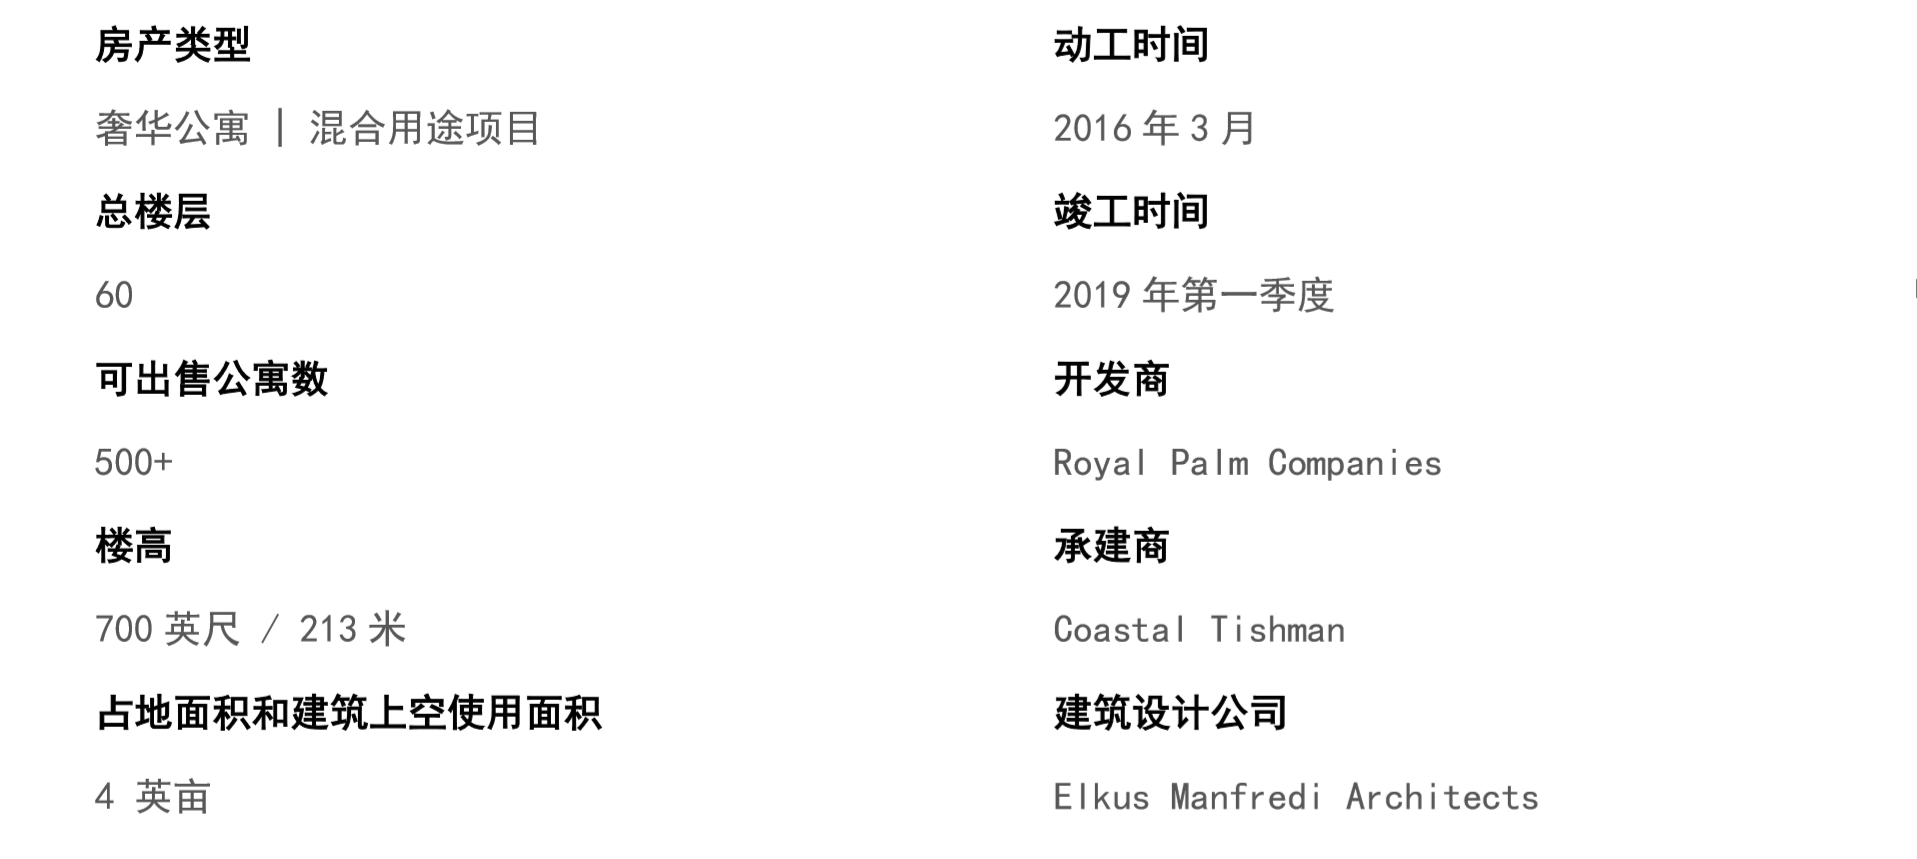 房产类型
奢华公寓 | 混合用途项目
总楼层
60
可出售公寓数
500+
楼高
700 英尺 / 213 米
占地面积和建筑上空使用面积
4 英亩
动工时间
2016 年 3 月
竣工时间
2019 年第一季度
开发商
Royal Palm Companies
承建商
Coastal Tishman
建筑设计公司
Elkus Manfredi Architects